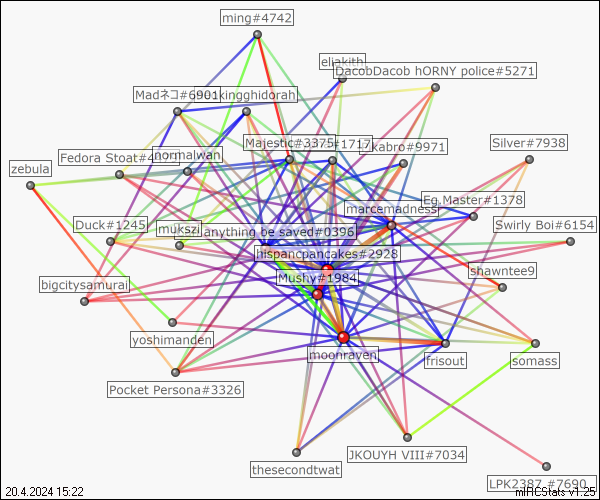 ming#4742
eliakith
DacobDacob hORNY police#5271
Madネコ#6901
kingghidorah
Majestic#3375
#1717
kabro#9971
Silver#7938
zebula
Fedora Stoat#4
normalwan
Eg.Master#1378
marcemadness
Duck#1245
mukszi
anything be saved#0396
Swirly Boi#6154
hispancpancakes#2928
shawntee9
bigcitysamurai
Mushy#1984
yoshimanden
moonraven
frisout
somass
Pocket Persona#3326
JKOUYH VIII#7034
thesecondtwat
LPK2387_#7690
20.4.2024 15:22
mIRCStats v1.25